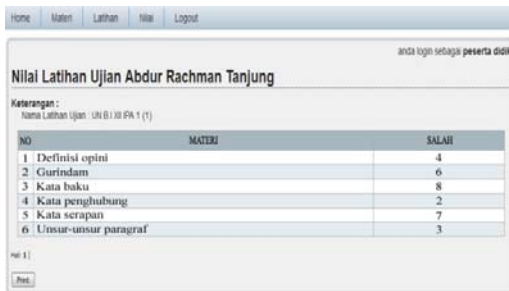 Home Materi Latihan Nilai Logout
anda login sebagai peserta didik
Nilai Latihan Ujian Abdur Rachman Tanjung
Keterangan :
Nama Latihan Ujian : UN B.I XII IPA 1 (1)
NO MATERI SALAH
1 Definisi opini 4
2 Gurindam 6
3 Kata baku 8
4 Kata penghubung 2
5 Kata serapan 7
6 Unsur-unsur paragraf 3
Hal: 1 |
Print